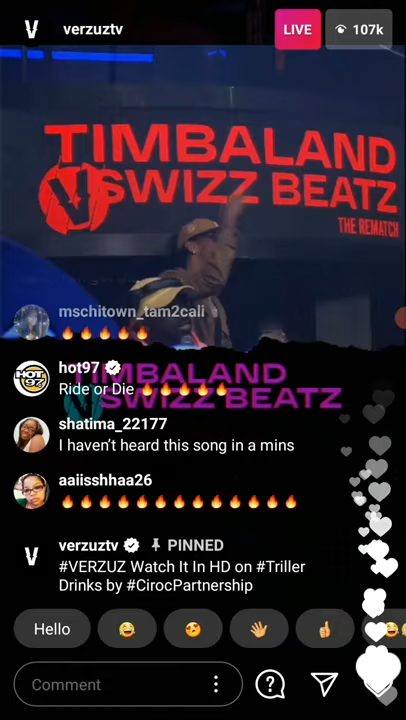 verzuztv
LIVE
107k
TIMBALAND
SWIZZ BEATZ
THE REMATCH
mschitown_tam2cali
hot97
HOT
97
Ride or Die
TIMBALAND
SWIZZ BEATZ
shatima_22177
I haven't heard this song in a mins
aaiisshhaa26
verzuztv PINNED
#VERZUZ Watch It In HD on #Triller
Drinks by #CirocPartnership
Hello
Comment